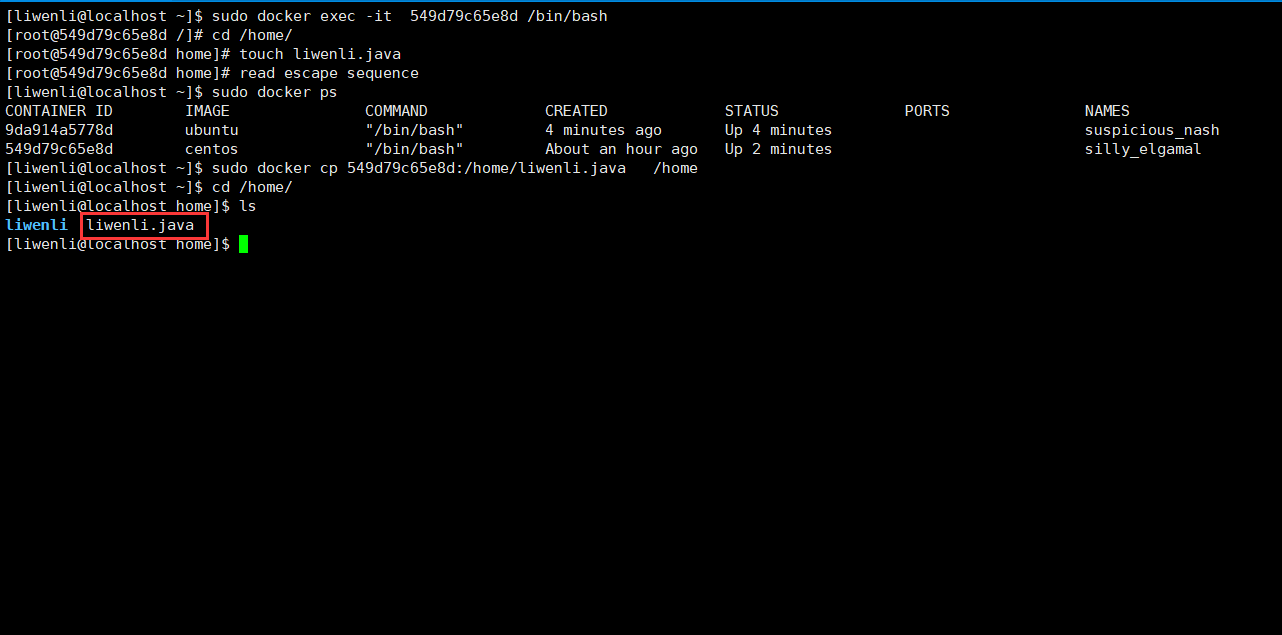 [liwenli@localhost ~]$ sudo docker exec -it  549d79c65e8d /bin/bash
[root@549d79c65e8d /]# cd /home/
[root@549d79c65e8d home]# touch liwenli.java
[root@549d79c65e8d home]# read escape sequence
[liwenli@localhost ~]$ sudo docker ps
CONTAINER ID        IMAGE               COMMAND             CREATED             STATUS              PORTS               NAMES
9da914a5778d        ubuntu              "/bin/bash"         4 minutes ago       Up 4 minutes                            suspicious_nash
549d79c65e8d        centos              "/bin/bash"         About an hour ago   Up 2 minutes                            silly_elgamal
[liwenli@localhost ~]$ sudo docker cp 549d79c65e8d:/home/liwenli.java   /home
[liwenli@localhost ~]$ cd /home/
[liwenli@localhost home]$ ls
liwenli  liwenli.java
[liwenli@localhost home]$